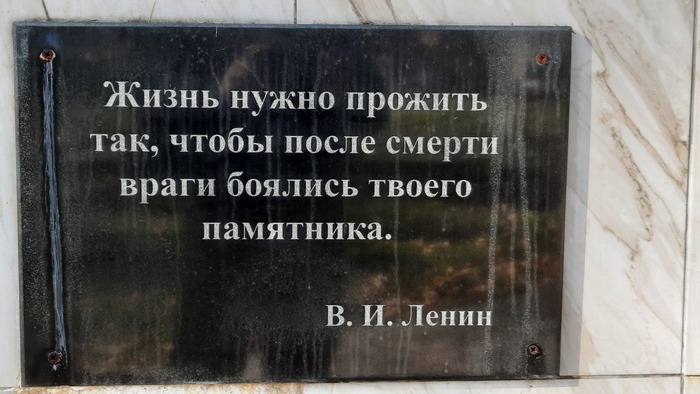 Жизнь нужно прожить
так, чтобы после смерти
враги боялись твоего
памятника.
В. И. Ленин